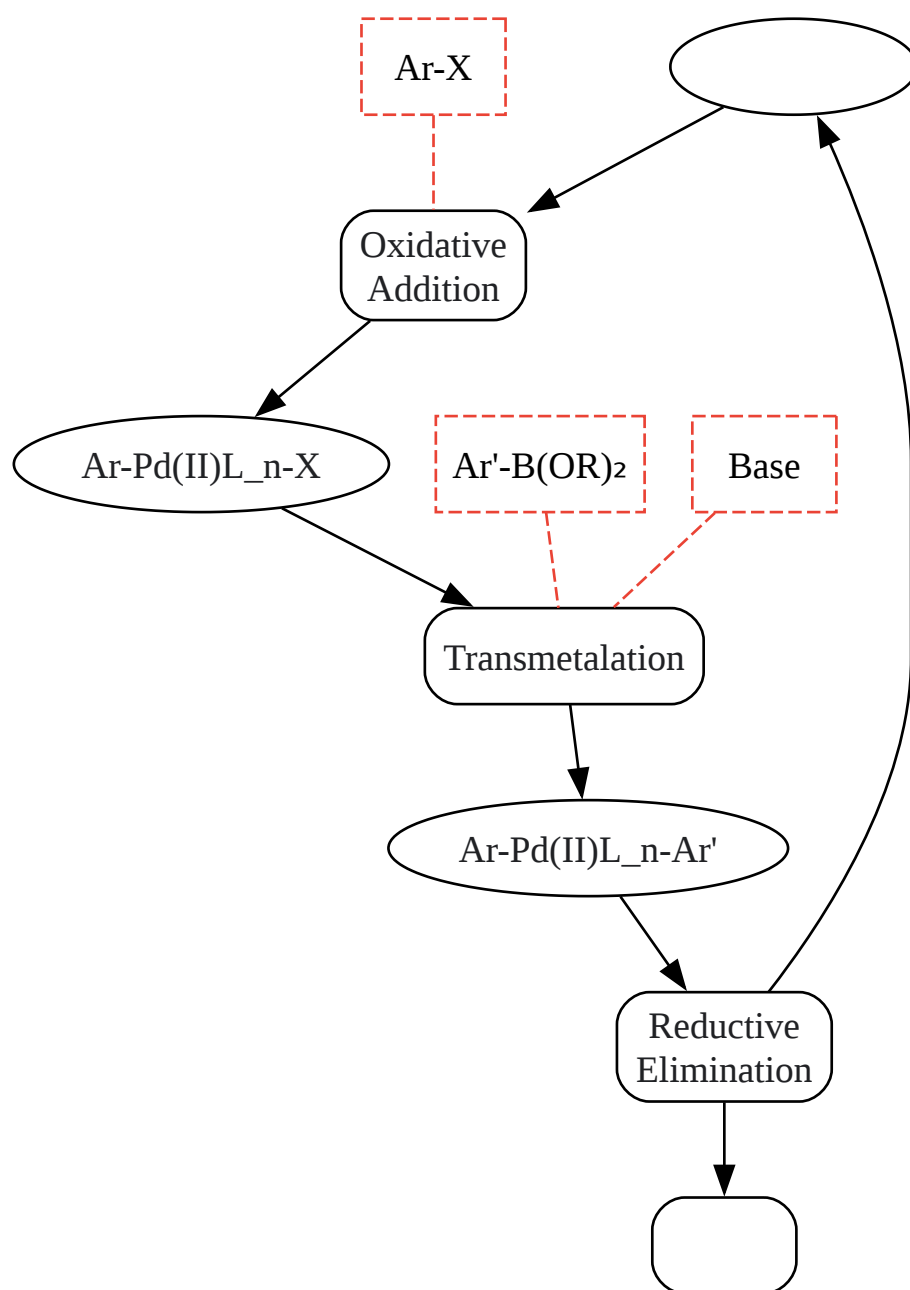 Ar-X
Oxidative
Addition
Ar-Pd(II)L_n-X
Ar'-B(OR)₂
Base
Transmetalation
Ar-Pd(II)L_n-Ar'
Reductive
Elimination